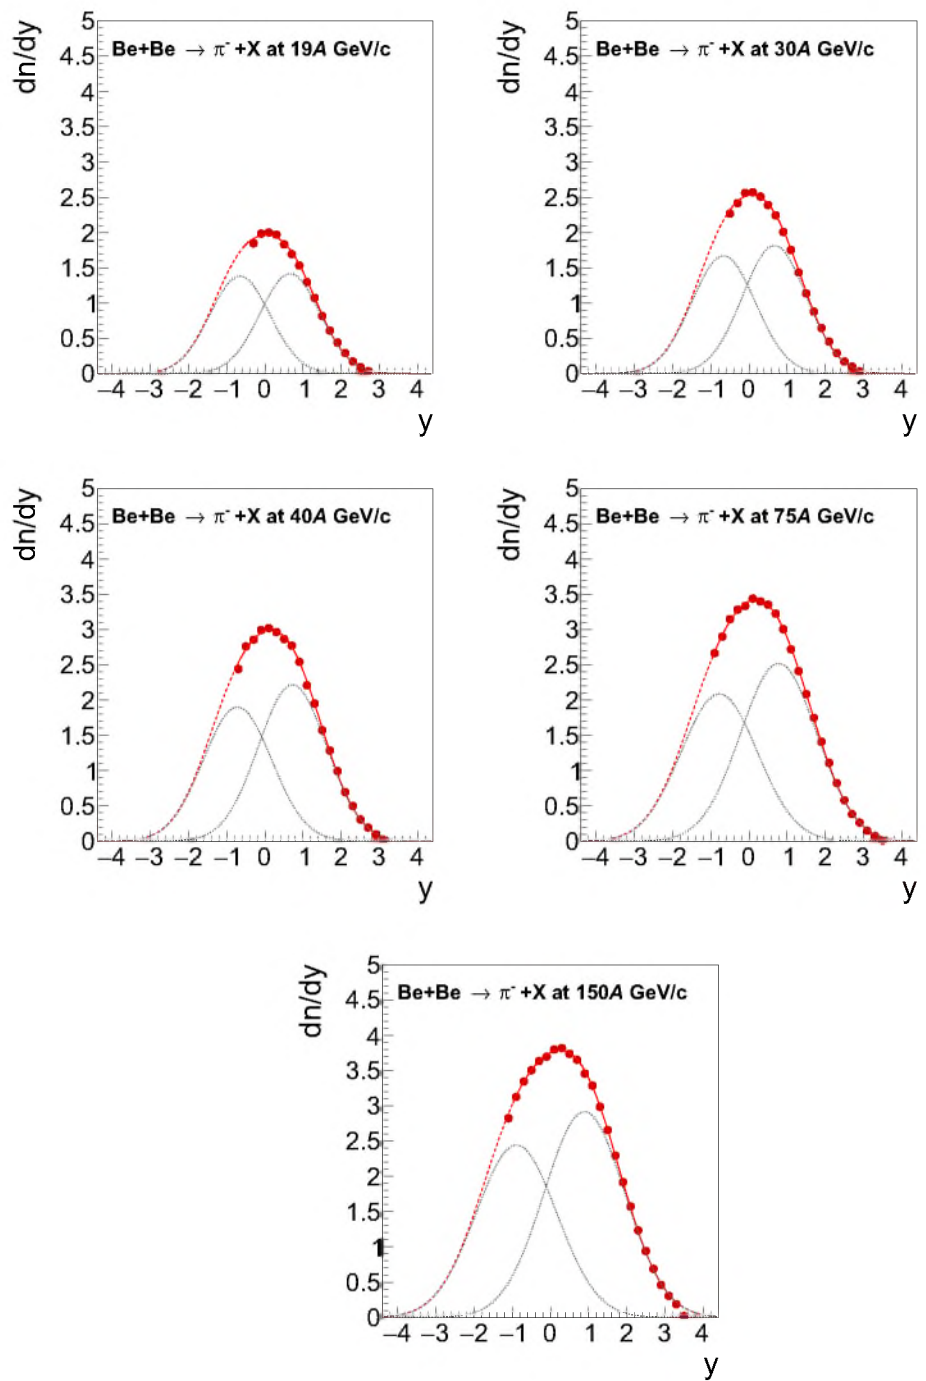 dn/dy
Be+Be → π⁻ +X at 19A GeV/c
5
4.5
4
3.5
3
2.5
2
1.5
1
0.5
0
−4 −3 −2 −1 0 1 2 3 4
y
dn/dy
Be+Be → π⁻ +X at 30A GeV/c
5
4.5
4
3.5
3
2.5
2
1.5
1
0.5
0
−4 −3 −2 −1 0 1 2 3 4
y
dn/dy
Be+Be → π⁻ +X at 40A GeV/c
5
4.5
4
3.5
3
2.5
2
1.5
1
0.5
0
−4 −3 −2 −1 0 1 2 3 4
y
dn/dy
Be+Be → π⁻ +X at 75A GeV/c
5
4.5
4
3.5
3
2.5
2
1.5
1
0.5
0
−4 −3 −2 −1 0 1 2 3 4
y
dn/dy
Be+Be → π⁻ +X at 150A GeV/c
5
4.5
4
3.5
3
2.5
2
1.5
1
0.5
0
−4 −3 −2 −1 0 1 2 3 4
y